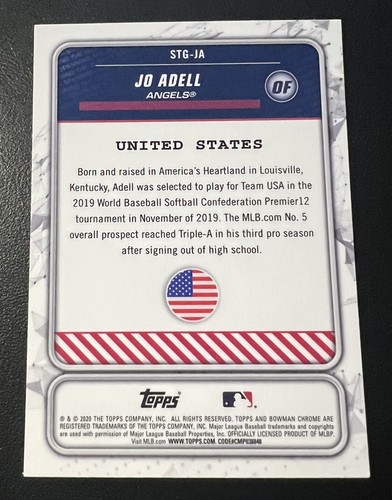 STG-JA
JO ADELL
ANGELS®
OF
UNITED STATES
Born and raised in America's Heartland in Louisville,
Kentucky, Adell was selected to play for Team USA in the
2019 World Baseball Softball Confederation Premier12
tournament in November of 2019. The MLB.com No. 5
overall prospect reached Triple-A in his third pro season
after signing out of high school.
Topps
® & © 2020 THE TOPPS COMPANY, INC. ALL RIGHTS RESERVED. TOPPS AND BOWMAN CHROME ARE
REGISTERED TRADEMARKS OF THE TOPPS COMPANY, INC. Major League Baseball trademarks and copyrights
are used with permission of Major League Baseball Properties, Inc. OFFICIALLY LICENSED PRODUCT OF MLBP.
Visit MLB.com WWW.TOPPS.COM. CODE#CMP038848